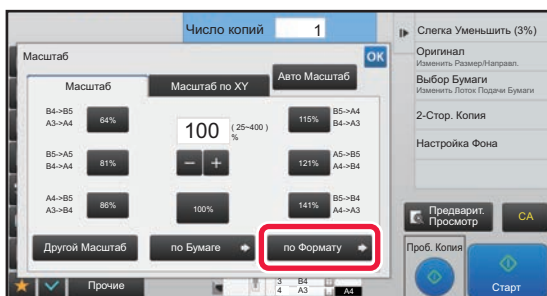 Число копий 1
Масштаб
OK
Масштаб
Масштаб по XY
Авто Масштаб
B4->B5
A3->A4
64%
100
(25~400)
%
115%
B5->A4
B4->A3
B5->A5
B4->A4
81%
121%
A5->B5
A4->B4
A4->B5
A3->B4
86%
100%
141%
B5->B4
A4->A3
Другой Масштаб
по Бумаге
по Формату
Прочие
3 B4
4 A3
A4
Слегка Уменьшить (3%)
Оригинал
Изменить Размер/Направл.
Выбор Бумаги
Изменить Лоток Подачи Бумаги
2-Стор. Копия
Настройка Фона
Предварит.
Просмотр
CA
Проб. Копия
Старт